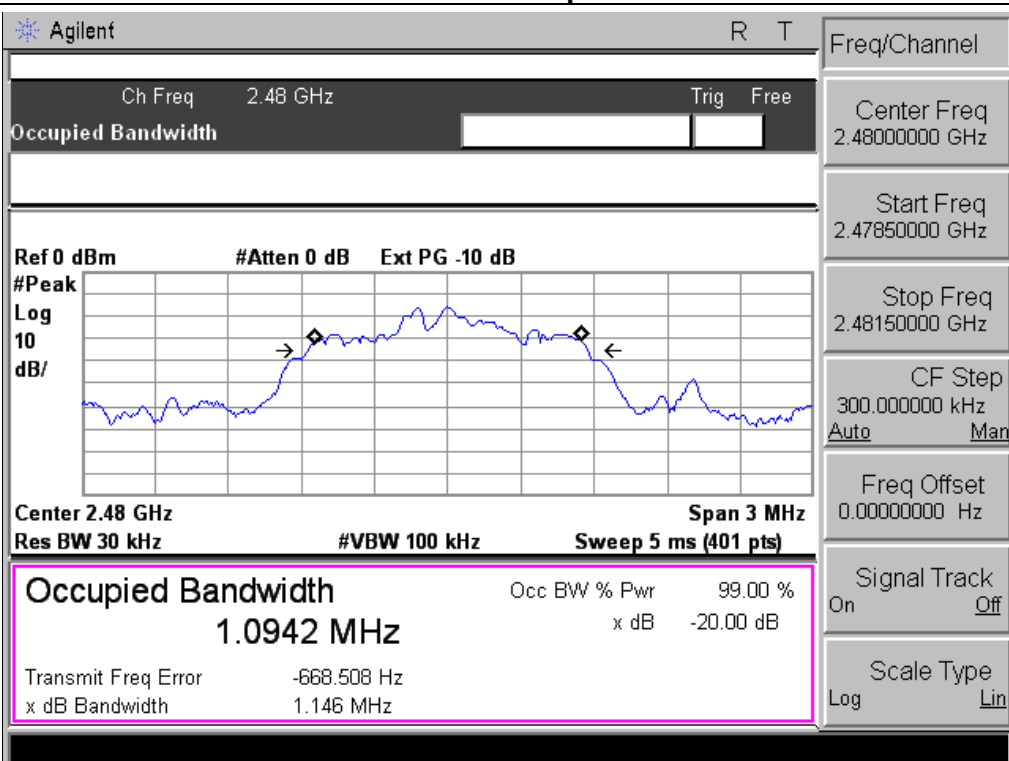 Agilent
R T
Ch Freq 2.48 GHz Trig Free
Occupied Bandwidth
Ref 0 dBm #Atten 0 dB Ext PG -10 dB
#Peak
Log
10
dB/
Center 2.48 GHz Span 3 MHz
Res BW 30 kHz #VBW 100 kHz Sweep 5 ms (401 pts)
Occupied Bandwidth
1.0942 MHz
Occ BW % Pwr 99.00 %
x dB -20.00 dB
Transmit Freq Error -668.508 Hz
x dB Bandwidth 1.146 MHz
Freq/Channel
Center Freq
2.48000000 GHz
Start Freq
2.47850000 GHz
Stop Freq
2.48150000 GHz
CF Step
300.000000 kHz
Auto Man
Freq Offset
0.00000000 Hz
Signal Track
On Off
Scale Type
Log Lin